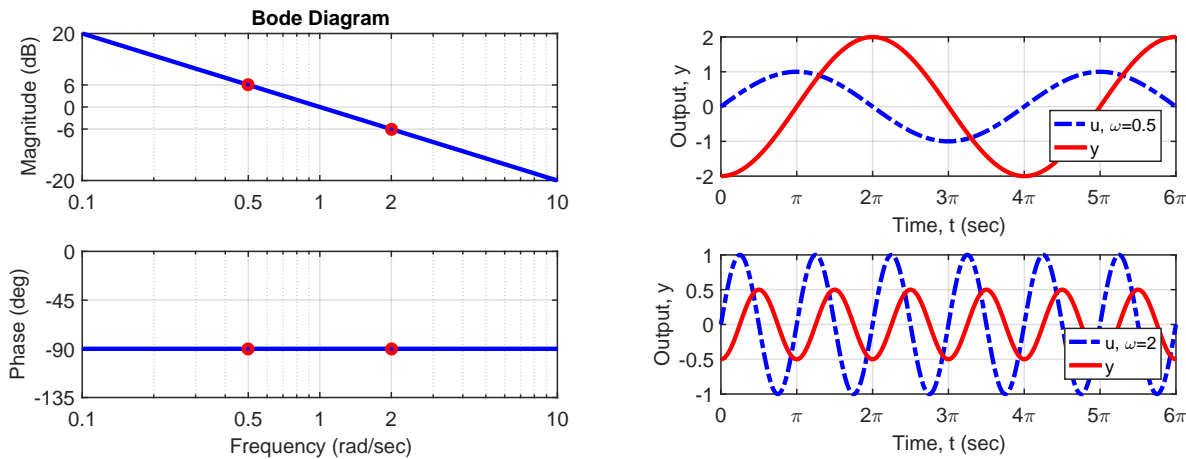 Bode Diagram
Magnitude (dB)
20
6
0
-6
-20
0.1 0.5 1 2 10
Phase (deg)
0
-45
-90
-135
0.1 0.5 1 2 10
Frequency (rad/sec)
Output, y
2
1
0
-1
-2
u, ω=0.5
y
0 π 2π 3π 4π 5π 6π
Time, t (sec)
Output, y
1
0.5
0
-0.5
-1
u, ω=2
y
0 π 2π 3π 4π 5π 6π
Time, t (sec)